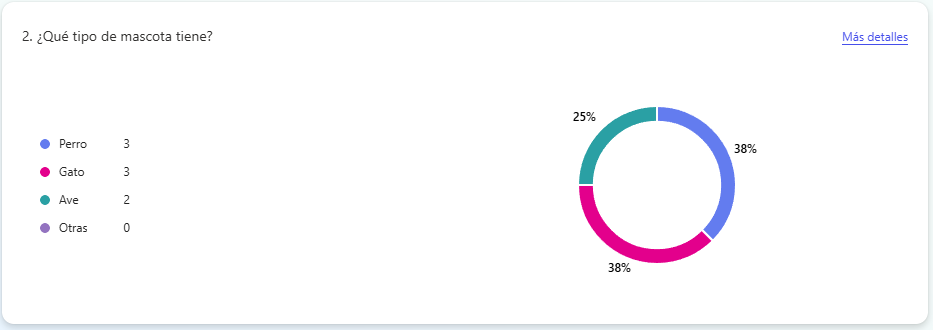 2. ¿Qué tipo de mascota tiene?
Más detalles
Perro 3
Gato 3
Ave 2
Otras 0
25%
38%
38%